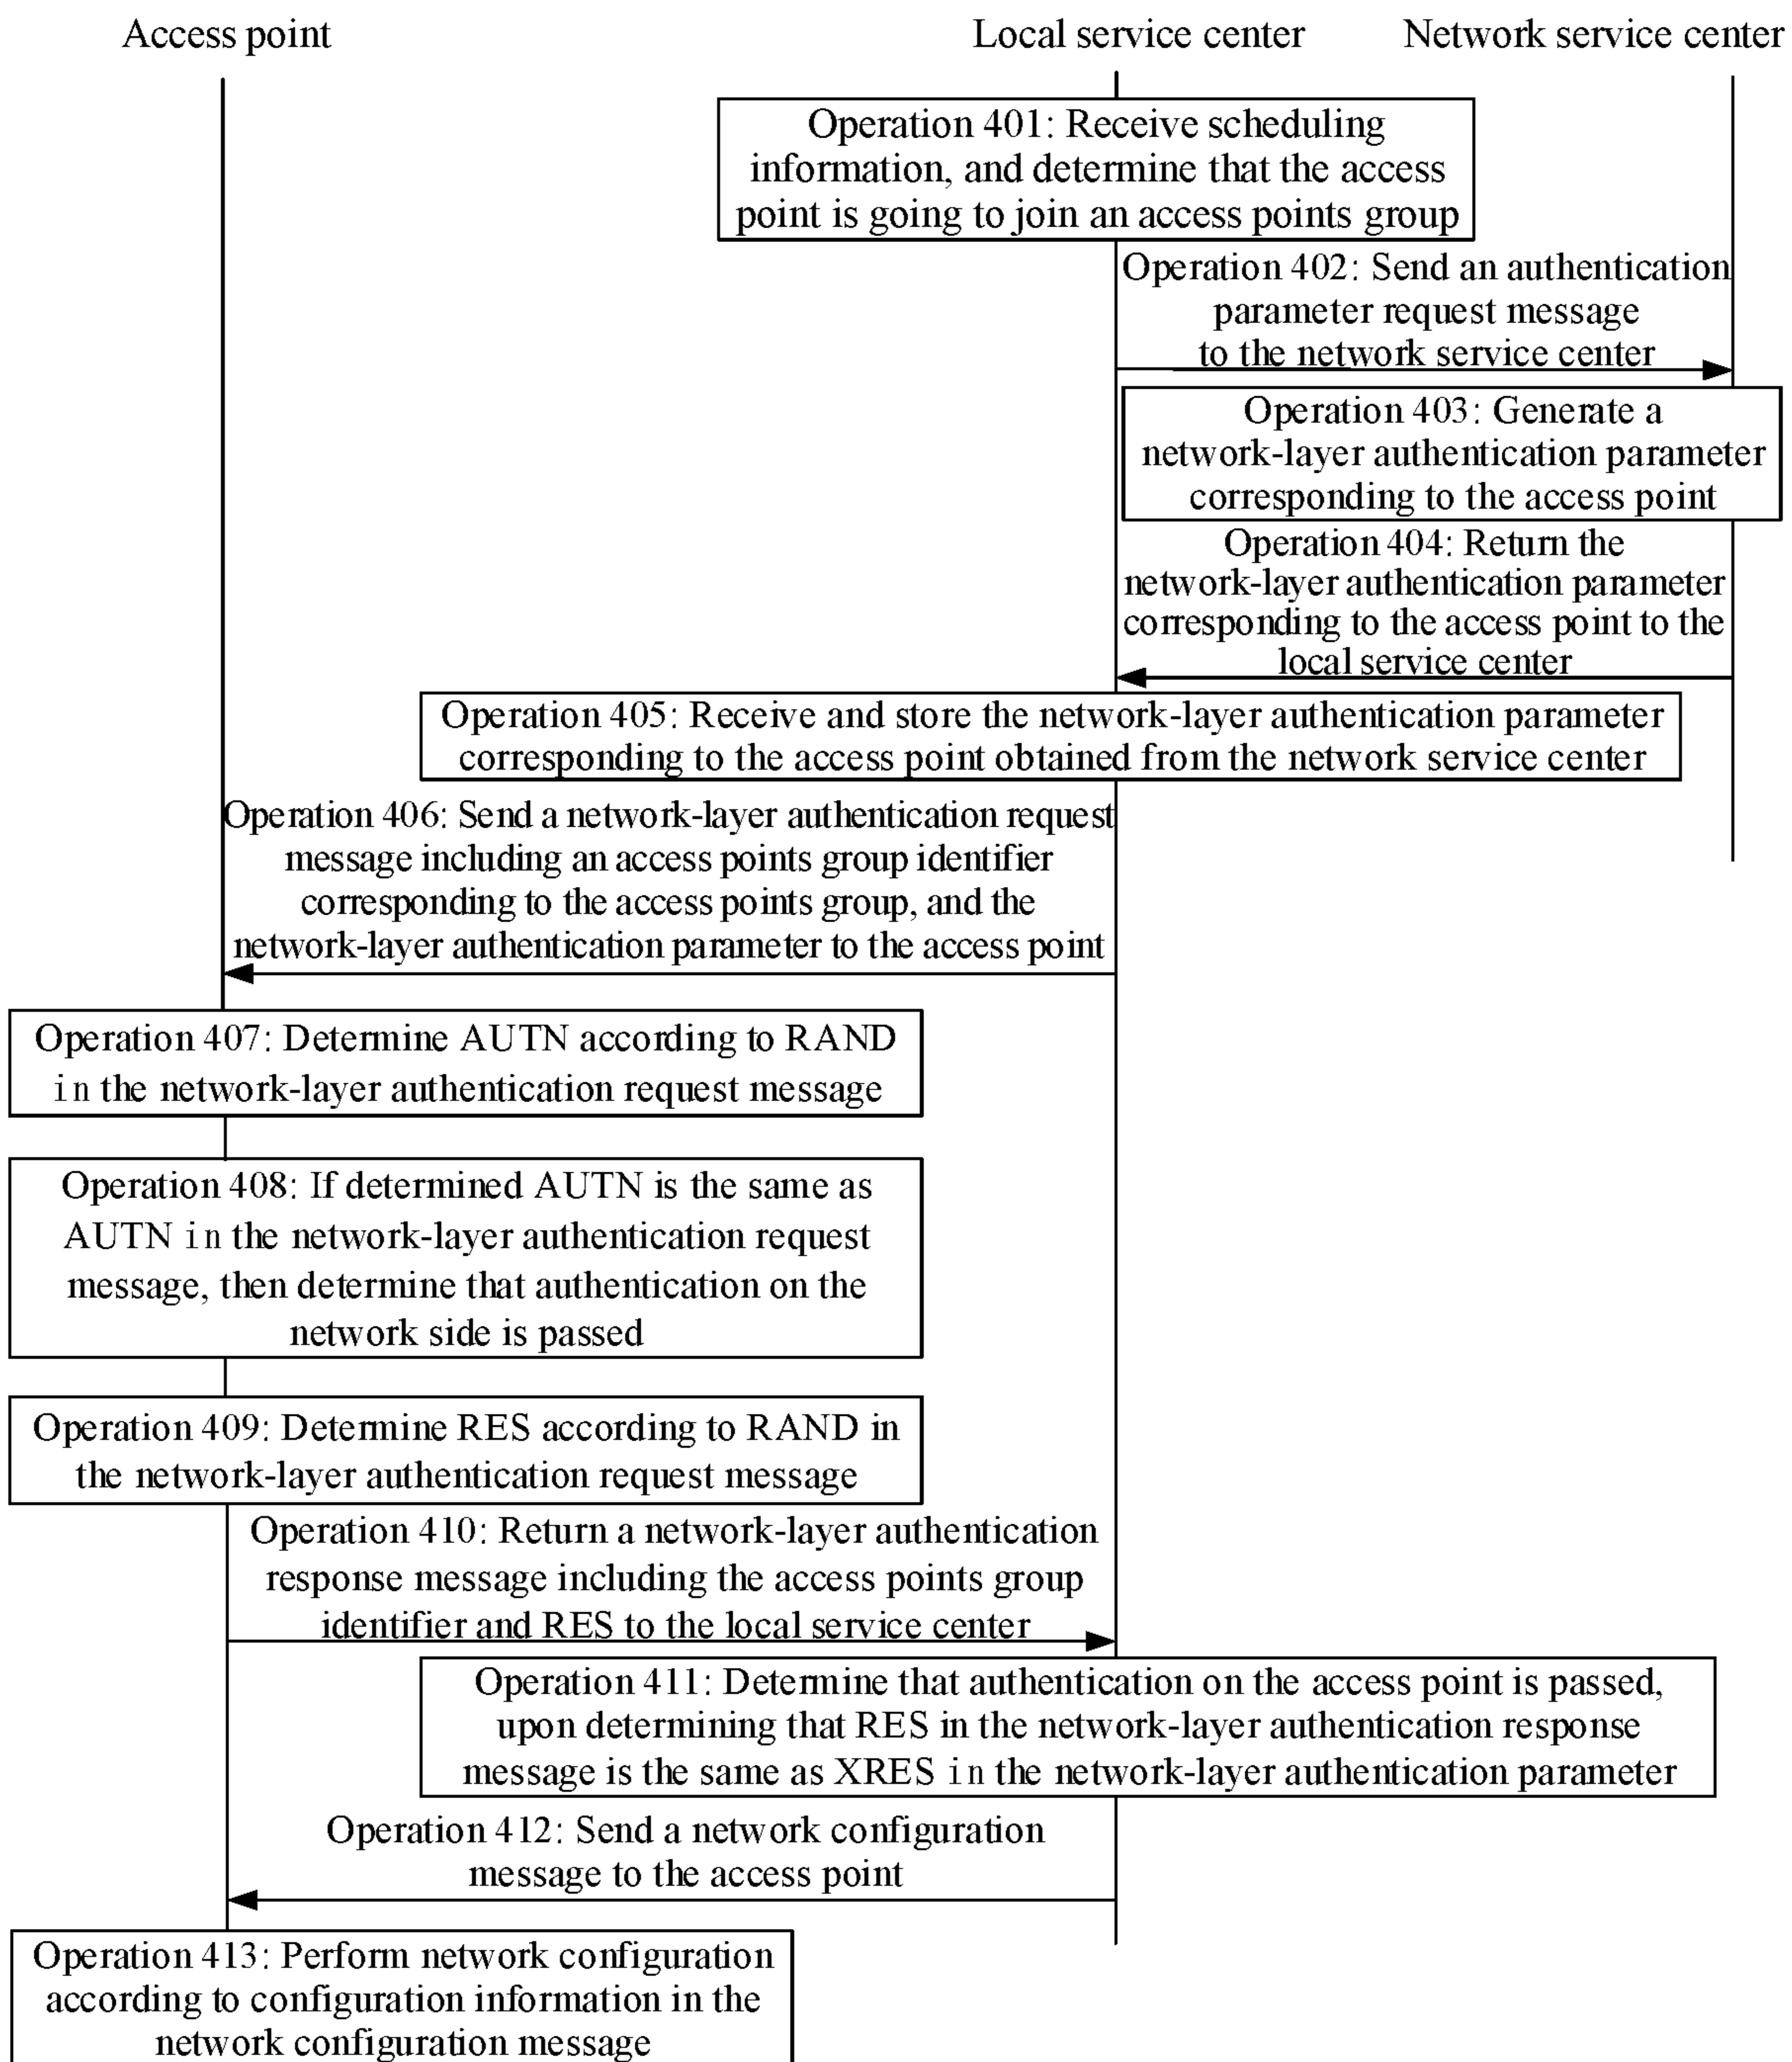 Access point
Local service center
Network service center
Operation 401: Receive scheduling
information, and determine that the access
point is going to join an access points group
Operation 402: Send an authentication
parameter request message
to the network service center
Operation 403: Generate a
network-layer authentication parameter
corresponding to the access point
Operation 404: Return the
network-layer authentication parameter
corresponding to the access point to the
local service center
Operation 405: Receive and store the network-layer authentication parameter
corresponding to the access point obtained from the network service center
Operation 406: Send a network-layer authentication request
message including an access points group identifier
corresponding to the access points group, and the
network-layer authentication parameter to the access point
Operation 407: Determine AUTN according to RAND
in the network-layer authentication request message
Operation 408: If determined AUTN is the same as
AUTN in the network-layer authentication request
message, then determine that authentication on the
network side is passed
Operation 409: Determine RES according to RAND in
the network-layer authentication request message
Operation 410: Return a network-layer authentication
response message including the access points group
identifier and RES to the local service center
Operation 411: Determine that authentication on the access point is passed,
upon determining that RES in the network-layer authentication response
message is the same as XRES in the network-layer authentication parameter
Operation 412: Send a network configuration
message to the access point
Operation 413: Perform network configuration
according to configuration information in the
network configuration message